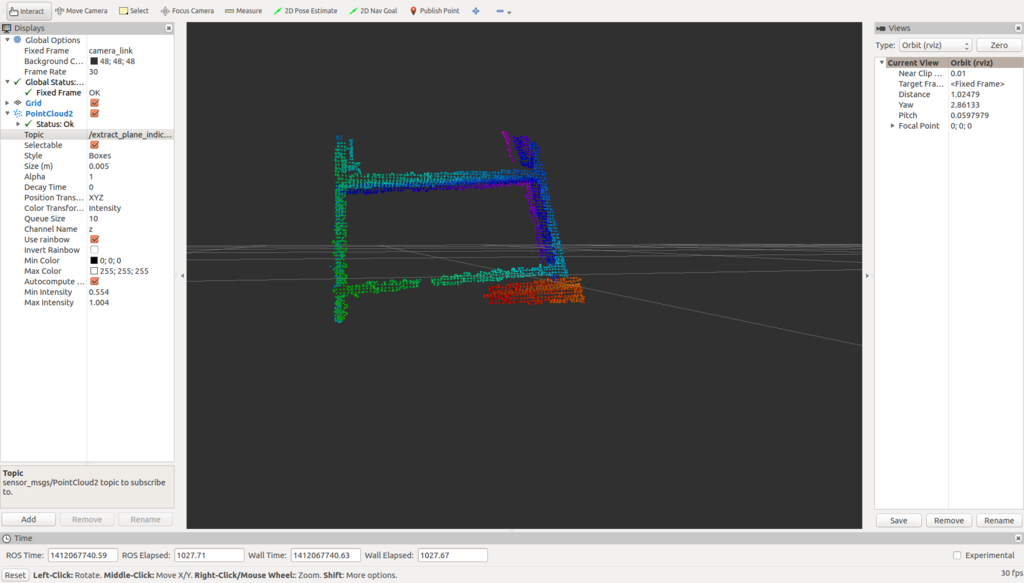 Interact Move Camera Select Focus Camera Measure 2D Pose Estimate 2D Nav Goal Publish Point
Displays
Global Options
Fixed Frame camera_link
Background C... 48; 48; 48
Frame Rate 30
Global Status:...
Fixed Frame OK
Grid
PointCloud2
Status: Ok
Topic /extract_plane_indic...
Selectable
Style Boxes
Size (m) 0.005
Alpha 1
Decay Time 0
Position Trans... XYZ
Color Transfor... Intensity
Queue Size 10
Channel Name z
Use rainbow
Invert Rainbow
Min Color 0; 0; 0
Max Color 255; 255; 255
Autocompute ...
Min Intensity 0.554
Max Intensity 1.004
Topic
sensor_msgs/PointCloud2 topic to subscribe
to.
Add Remove Rename
Views
Type: Orbit (rviz) Zero
Current View Orbit (rviz)
Near Clip ... 0.01
Target Fra... <Fixed Frame>
Distance 1.02479
Yaw 2.86133
Pitch 0.0597979
Focal Point 0; 0; 0
Save Remove Rename
Time
ROS Time: 1412067740.59 ROS Elapsed: 1027.71 Wall Time: 1412067740.63 Wall Elapsed: 1027.67 Experimental
Reset Left-Click: Rotate. Middle-Click: Move X/Y. Right-Click/Mouse Wheel:: Zoom. Shift: More options. 30 fps